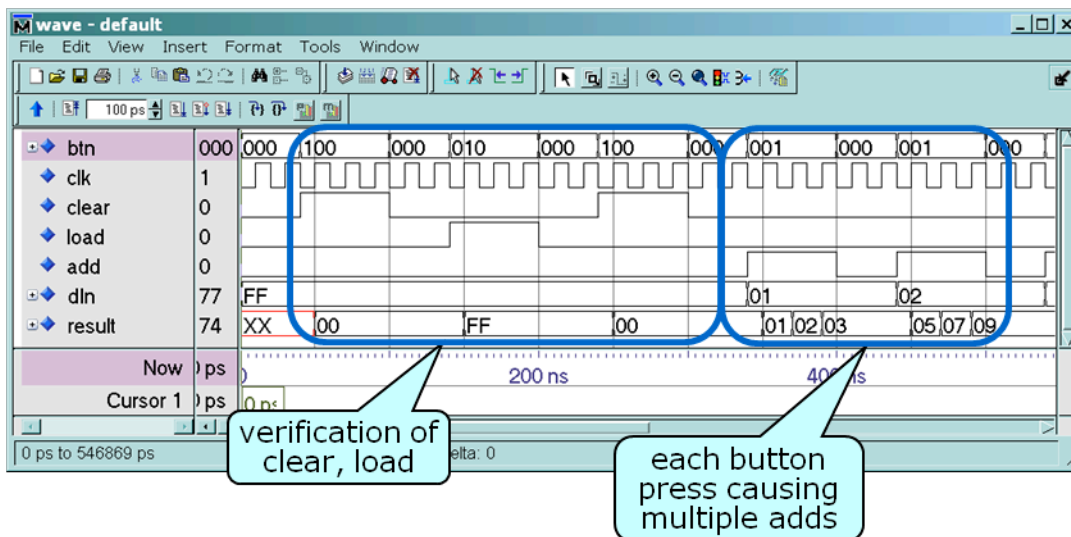 wave - default
File Edit View Insert Format Tools Window
100 ps
btn 000 000 100 000 010 000 100 000 001 000 001 000
clk 1
clear 0
load 0
add 0
dIn 77 FF 01 02
result 74 XX 00 FF 00 01 02 03 05 07 09
Now ps 200 ns
Cursor 1 ps
0 ps to 546869 ps elta: 0
verification of
clear, load
each button
press causing
multiple adds